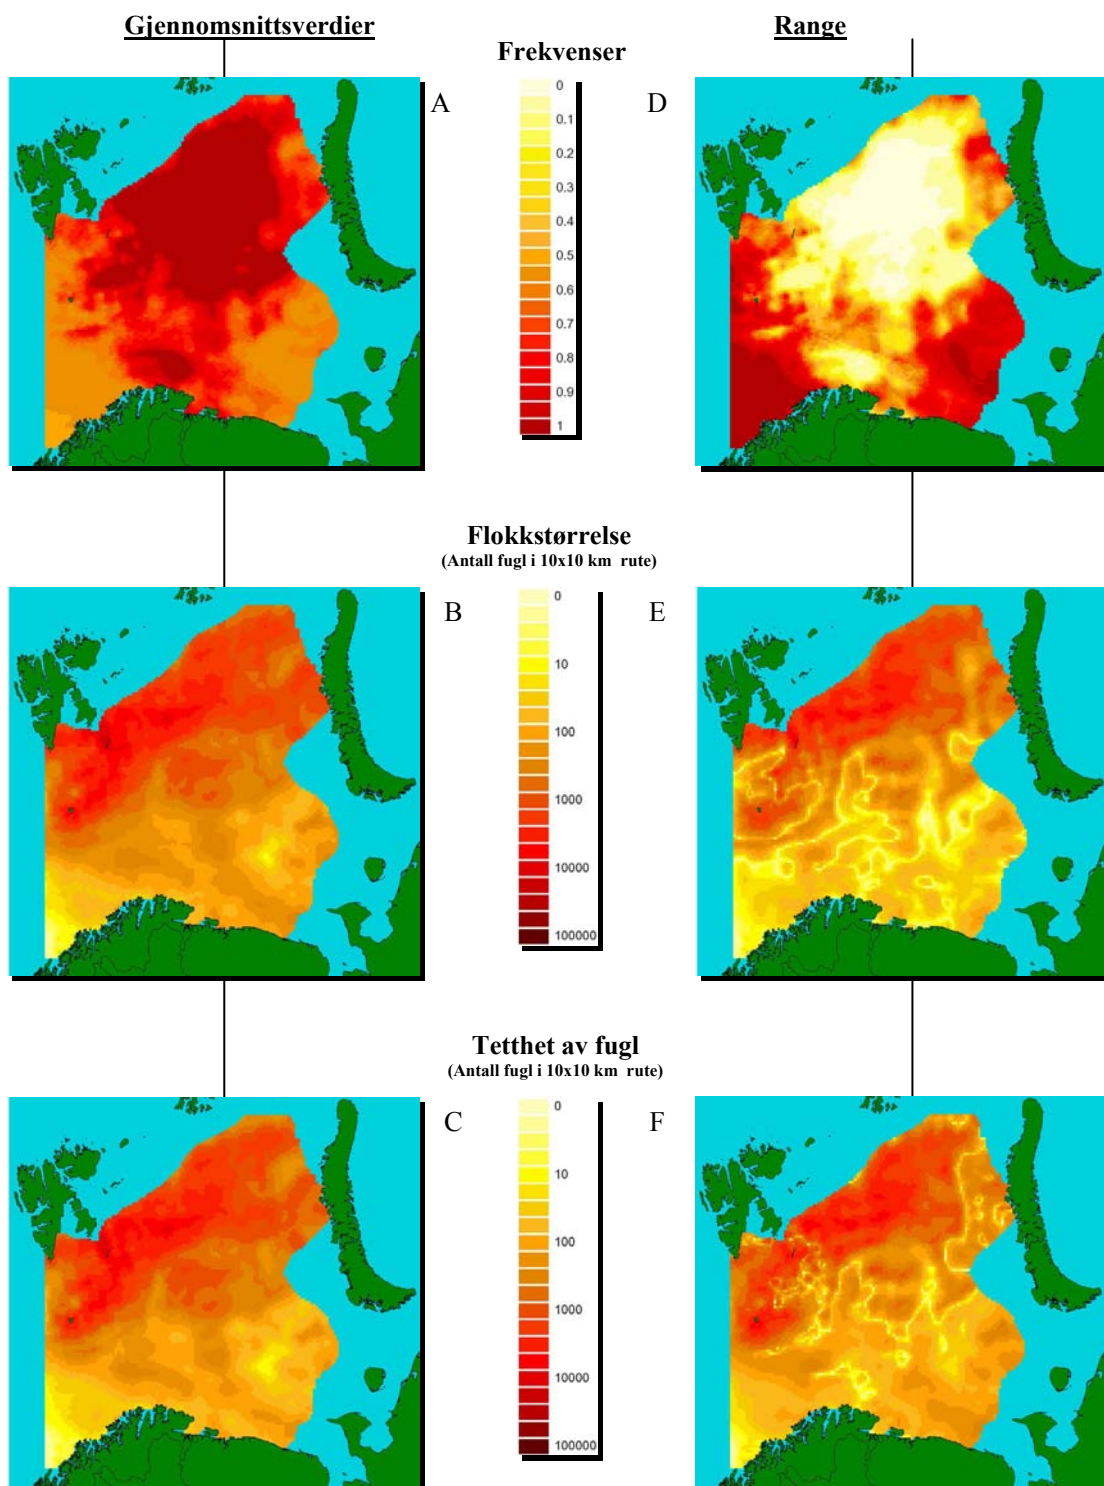 Gjennomsnittsverdier
Range
Frekvenser
A
D
0
0.1
0.2
0.3
0.4
0.5
0.6
0.7
0.8
0.9
1
Flokkstørrelse
(Antall fugl i 10x10 km rute)
B
E
0
10
100
1000
10000
100000
Tetthet av fugl
(Antall fugl i 10x10 km rute)
C
F
0
10
100
1000
10000
100000